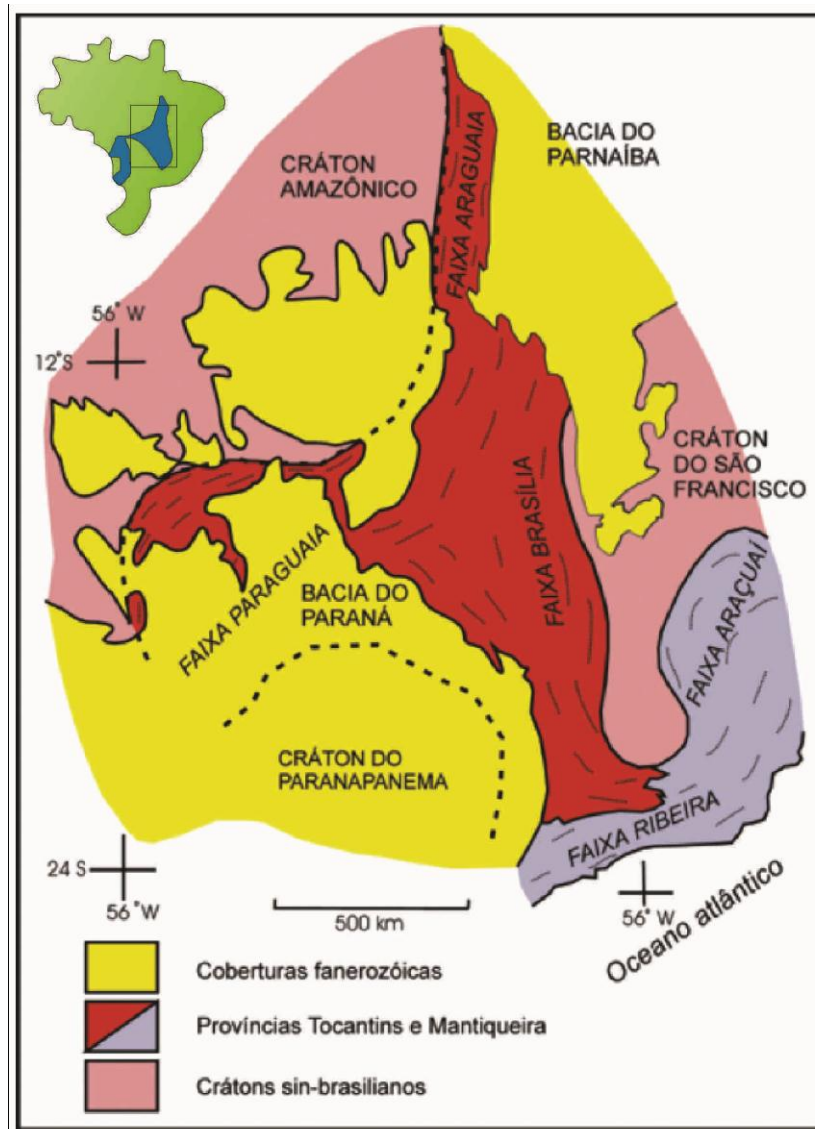 BACIA DO
PARNAÍBA
CRÁTON
AMAZÔNICO
FAIXA ARAGUAIA
56° W
12°S
CRÁTON
DO SÃO
FRANCISCO
FAIXA BRASÍLIA
FAIXA PARAGUAIA
BACIA DO
PARANÁ
FAIXA ARAÇUAÍ
CRÁTON DO
PARANAPANEMA
FAIXA RIBEIRA
24 S
56°W
500 km
56° W
Oceano atlântico
Coberturas fanerozóicas
Províncias Tocantins e Mantiqueira
Crátons sin-brasilianos